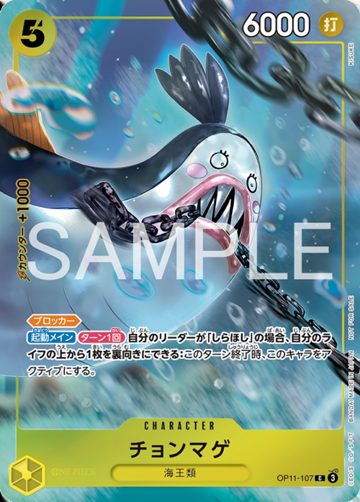 5
6000
打
KISUKE
カウンター +1000
SAMPLE
ブロッカー
起動メイン ターン1回 自分のリーダーが「しらほし」の場合、自分のラ
イフの上から1枚を裏向きにできる：このターン終了時、このキャラをア
クティブにする。
CHARACTER
チョンマゲ
海王類
OP11-107 C 3